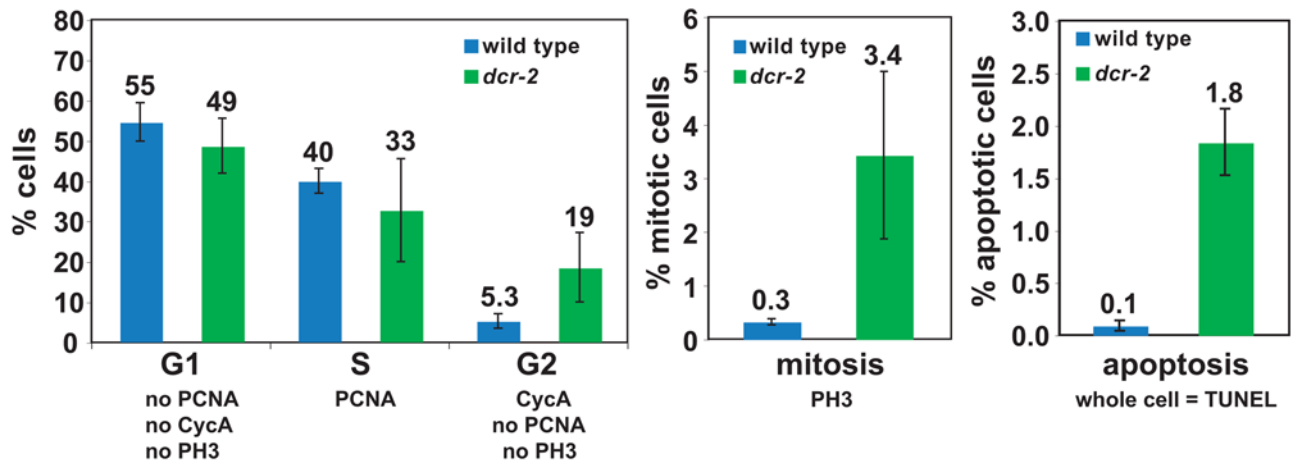 80
70
60
50
40
30
20
10
0
% cells
wild type
dcr-2
55
49
40
33
5.3
19
G1
S
G2
no PCNA
no CycA
no PH3
PCNA
CycA
no PCNA
no PH3
6
5
4
3
2
1
0
% mitotic cells
wild type
dcr-2
0.3
3.4
mitosis
PH3
3.0
2.5
2.0
1.5
1.0
0.5
0.0
% apoptotic cells
wild type
dcr-2
0.1
1.8
apoptosis
whole cell = TUNEL